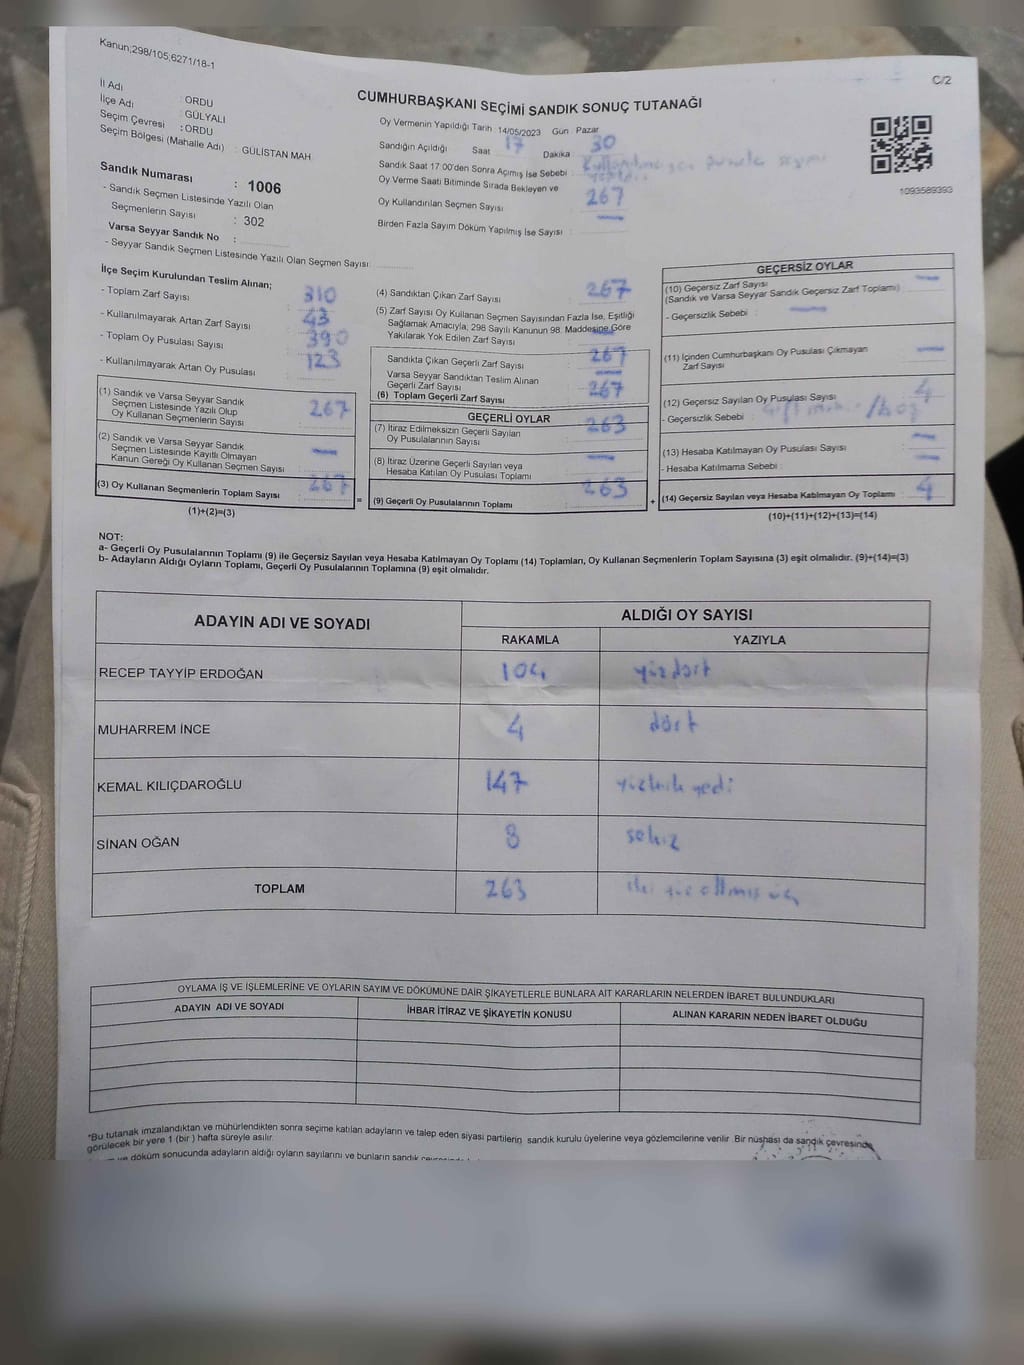 Kanun;298/105;6271/18-1
C/2
CUMHURBAŞKANI SEÇİMİ SANDIK SONUÇ TUTANAĞI
İl Adı : ORDU
İlçe Adı : GÜLYALI
Seçim Çevresi : ORDU
Seçim Bölgesi (Mahalle Adı) : GÜLİSTAN MAH
Sandık Numarası : 1006
- Sandık Seçmen Listesinde Yazılı Olan
Seçmenlerin Sayısı : 302
Varsa Seyyar Sandık No :
- Seyyar Sandık Seçmen Listesinde Yazılı Olan Seçmen Sayısı:
Oy Vermenin Yapıldığı Tarih 14/05/2023 Gün : Pazar
Sandığın Açıldığı Saat 17 Dakika 30
Sandık Saat 17:00'den Sonra Açımış İse Sebebi :
Oy Verme Saati Bitiminde Sırada Bekleyen ve
Oy Kullandırılan Seçmen Sayısı : 267
Birden Fazla Sayım Döküm Yapılmış İse Sayısı : —
1093589393
İlçe Seçim Kurulundan Teslim Alınan;
- Toplam Zarf Sayısı : 310
- Kullanılmayarak Artan Zarf Sayısı : 43
- Toplam Oy Pusulası Sayısı : 390
- Kullanılmayarak Artan Oy Pusulası : 123
(1) Sandık ve Varsa Seyyar Sandık
Seçmen Listesinde Yazılı Olup
Oy Kullanan Seçmenlerin Sayısı : 267
(2) Sandık ve Varsa Seyyar Sandık
Seçmen Listesinde Kayıtlı Olmayan
Kanun Gereği Oy Kullanan Seçmen Sayısı : —
(3) Oy Kullanan Seçmenlerin Toplam Sayısı : 267 =
(1)+(2)=(3)
(4) Sandıktan Çıkan Zarf Sayısı : 267
(5) Zarf Sayısı Oy Kullanan Seçmen Sayısından Fazla İse, Eşitliği
Sağlamak Amacıyla; 298 Sayılı Kanunun 98. Maddesine Göre
Yakılarak Yok Edilen Zarf Sayısı : —
Sandıkta Çıkan Geçerli Zarf Sayısı : 267
Varsa Seyyar Sandıktan Teslim Alınan
Geçerli Zarf Sayısı : —
(6) Toplam Geçerli Zarf Sayısı : 267
GEÇERLİ OYLAR
(7) İtiraz Edilmeksizin Geçerli Sayılan
Oy Pusulalarının Sayısı : 263
(8) İtiraz Üzerine Geçerli Sayılan veya
Hesaba Katılan Oy Pusulası Toplamı : —
(9) Geçerli Oy Pusulalarının Toplamı : 263 +
GEÇERSİZ OYLAR
(10) Geçersiz Zarf Sayısı : —
(Sandık ve Varsa Seyyar Sandık Geçersiz Zarf Toplamı)
- Geçersizlik Sebebi : —
(11) İçinden Cumhurbaşkanı Oy Pusulası Çıkmayan
Zarf Sayısı : —
(12) Geçersiz Sayılan Oy Pusulası Sayısı : 4
- Geçersizlik Sebebi : / boş
(13) Hesaba Katılmayan Oy Pusulası Sayısı : —
- Hesaba Katılmama Sebebi : —
(14) Geçersiz Sayılan veya Hesaba Katılmayan Oy Toplamı : 4
(10)+(11)+(12)+(13)=(14)
NOT:
a- Geçerli Oy Pusulalarının Toplamı (9) ile Geçersiz Sayılan veya Hesaba Katılmayan Oy Toplamı (14) Toplamları, Oy Kullanan Seçmenlerin Toplam Sayısına (3) eşit olmalıdır. (9)+(14)=(3)
b- Adayların Aldığı Oyların Toplamı, Geçerli Oy Pusulalarının Toplamına (9) eşit olmalıdır.
ADAYIN ADI VE SOYADI
ALDIĞI OY SAYISI
RAKAMLA YAZIYLA
RECEP TAYYİP ERDOĞAN 104 yüzdört
MUHARREM İNCE 4 dört
KEMAL KILIÇDAROĞLU 147 yüzkırk yedi
SİNAN OĞAN 8 sekiz
TOPLAM 263 iki yüz altmış üç
OYLAMA İŞ VE İŞLEMLERİNE VE OYLARIN SAYIM VE DÖKÜMÜNE DAİR ŞİKAYETLERLE BUNLARA AİT KARARLARIN NELERDEN İBARET BULUNDUKLARI
ADAYIN ADI VE SOYADI İHBAR İTİRAZ VE ŞİKAYETİN KONUSU ALINAN KARARIN NEDEN İBARET OLDUĞU
*Bu tutanak imzalandıktan ve mühürlendikten sonra seçime katılan adayların ve talep eden siyasi partilerin, sandık kurulu üyelerine veya gözlemcilerine verilir. Bir nüshası da sandık çevresinde
görülecek bir yere 1 (bir) hafta süreyle asılır.
ve döküm sonucunda adayların aldığı oyların sayılarını ve bunların sandık